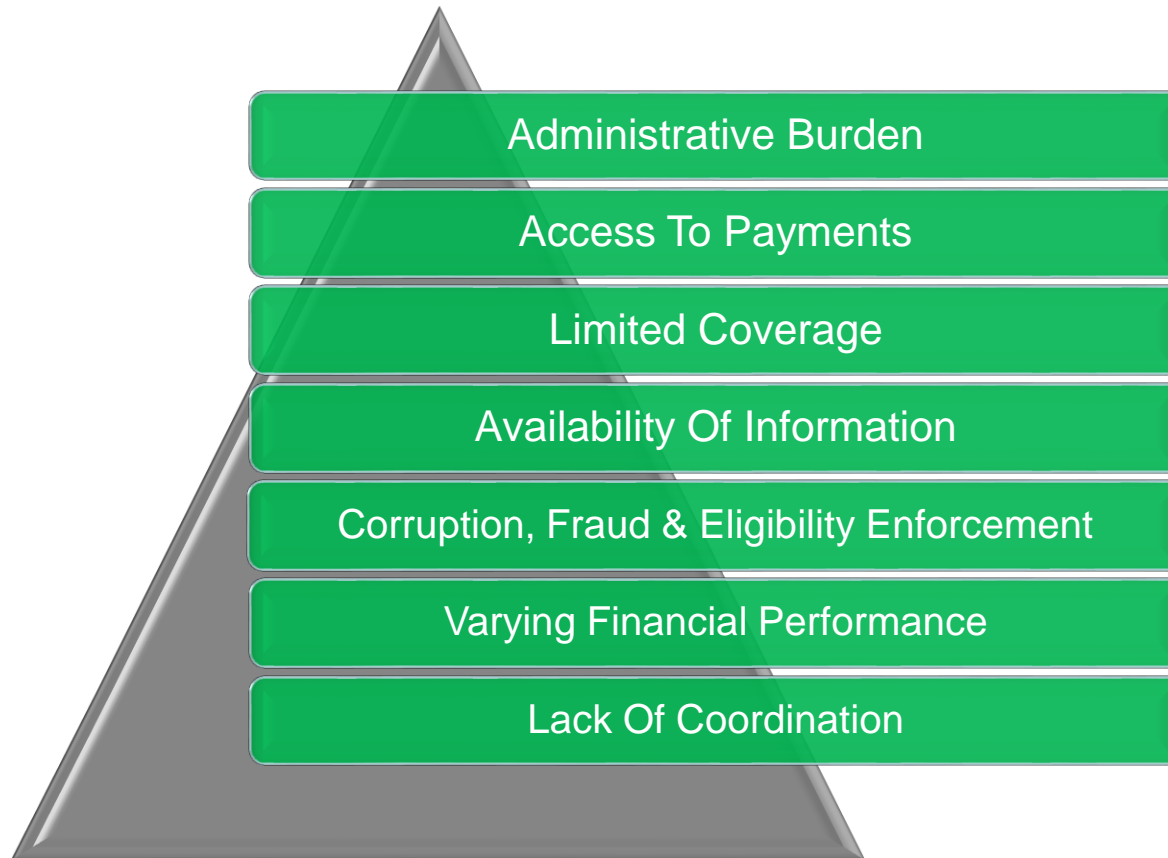 Administrative Burden
Access To Payments
Limited Coverage
Availability Of Information
Corruption, Fraud & Eligibility Enforcement
Varying Financial Performance
Lack Of Coordination